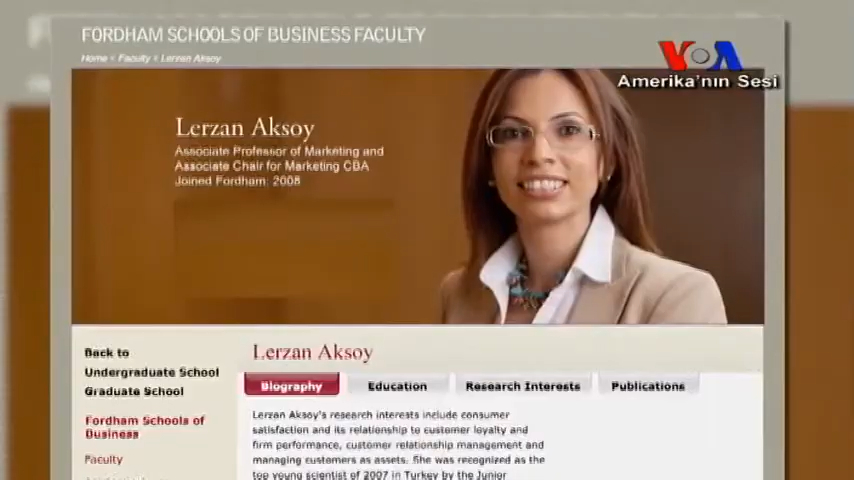 FORDHAM SCHOOLS OF BUSINESS FACULTY
Home < Faculty < Lerzan Aksoy
VOA
Amerika'nın Sesi
Lerzan Aksoy
Associate Professor of Marketing and
Associate Chair for Marketing CBA
Joined Fordham: 2008
Back to
Undergraduate School
Graduate School
Fordham Schools of
Business
Faculty
Lerzan Aksoy
Biography
Education
Research Interests
Publications
Lerzan Aksoy's research interests include consumer
satisfaction and its relationship to customer loyalty and
firm performance, customer relationship management and
managing customers as assets. She was recognized as the
top young scientist of 2007 in Turkey by the Junior